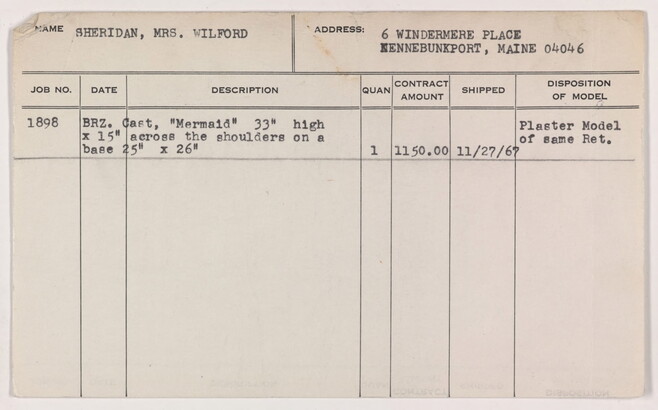 NAME SHERIDAN, MRS. WILFORD ADDRESS: 6 WINDERMERE PLACE
KENNEBUNKPORT, MAINE 04046
JOB NO. DATE DESCRIPTION QUAN CONTRACT AMOUNT SHIPPED DISPOSITION OF MODEL
1898 BRZ. Cast, "Mermaid" 33" high Plaster Model
x 15" across the shoulders on a of same Ret.
base 25" x 26" 1 1150.00 11/27/67